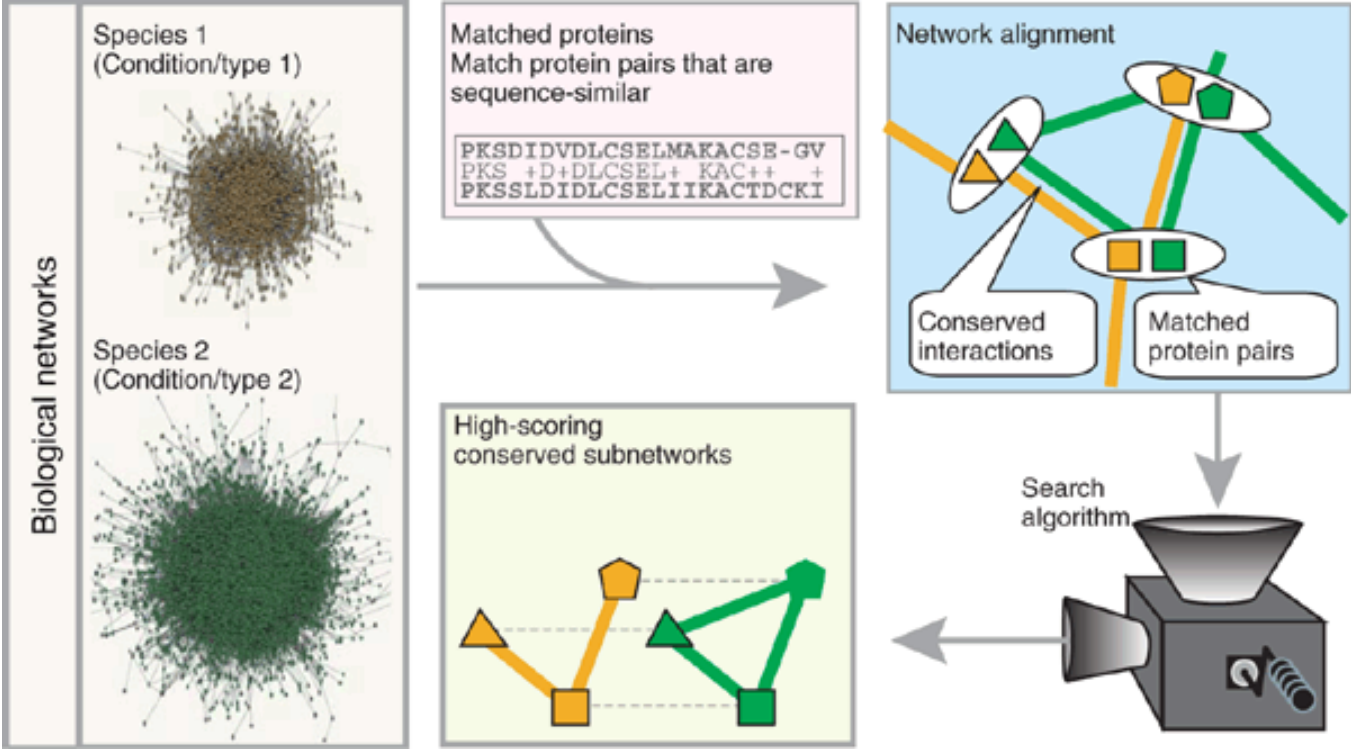 Biological networks
Species 1
(Condition/type 1)
Species 2
(Condition/type 2)
Matched proteins
Match protein pairs that are
sequence-similar
PKSDIDVDLCSELMAKACSE-GV
PKS +D+DLCSEL+ KAC++ +
PKSSLDIDLCSELIIKACTDCKI
Network alignment
Conserved
interactions
Matched
protein pairs
Search
algorithm
High-scoring
conserved subnetworks